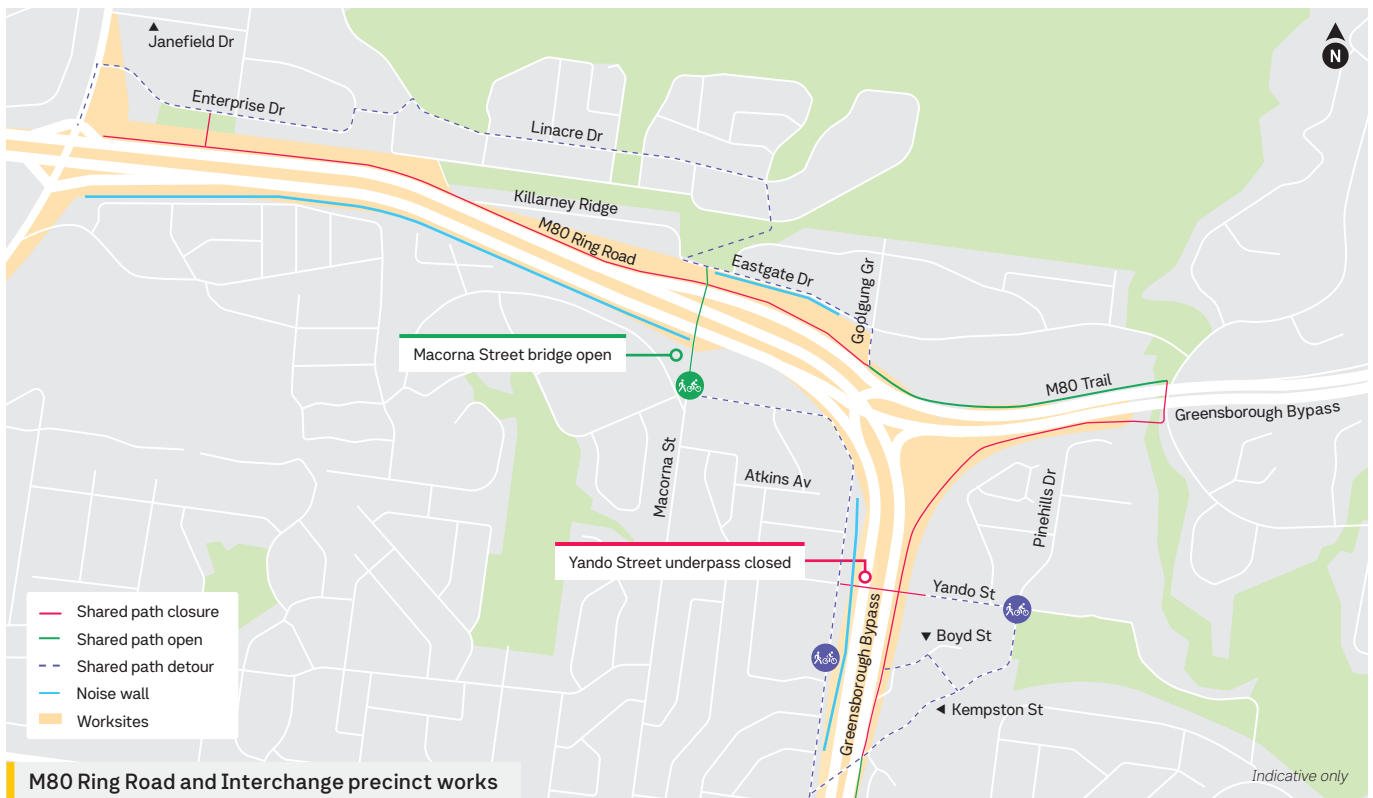 Janefield Dr
N
Enterprise Dr
Linacre Dr
Killarney Ridge
M80 Ring Road
Eastgate Dr
Goolgung Gr
Macorna Street bridge open
M80 Trail
Greensborough Bypass
Macorna St
Atkins Av
Pinehills Dr
Yando Street underpass closed
Yando St
Greensborough Bypass
Boyd St
Kempston St
Shared path closure
Shared path open
Shared path detour
Noise wall
Worksites
M80 Ring Road and Interchange precinct works
Indicative only